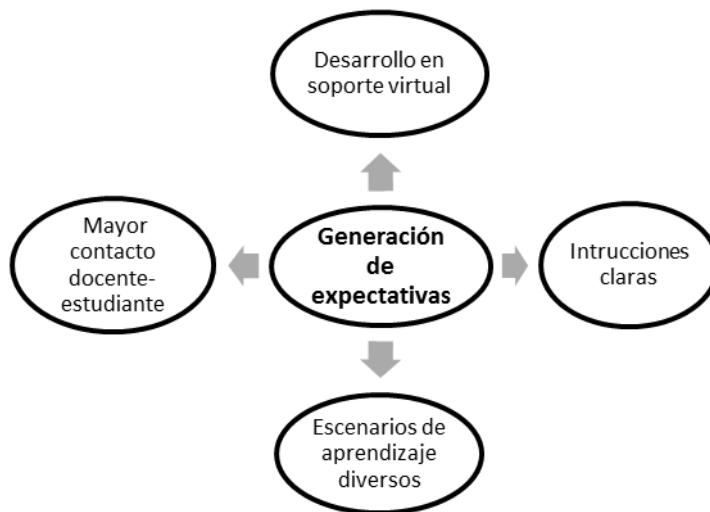 Desarrollo en
soporte virtual
Mayor
contacto
docente-
estudiante
Generación
de
expectativas
Intrucciones
claras
Escenarios de
aprendizaje
diversos